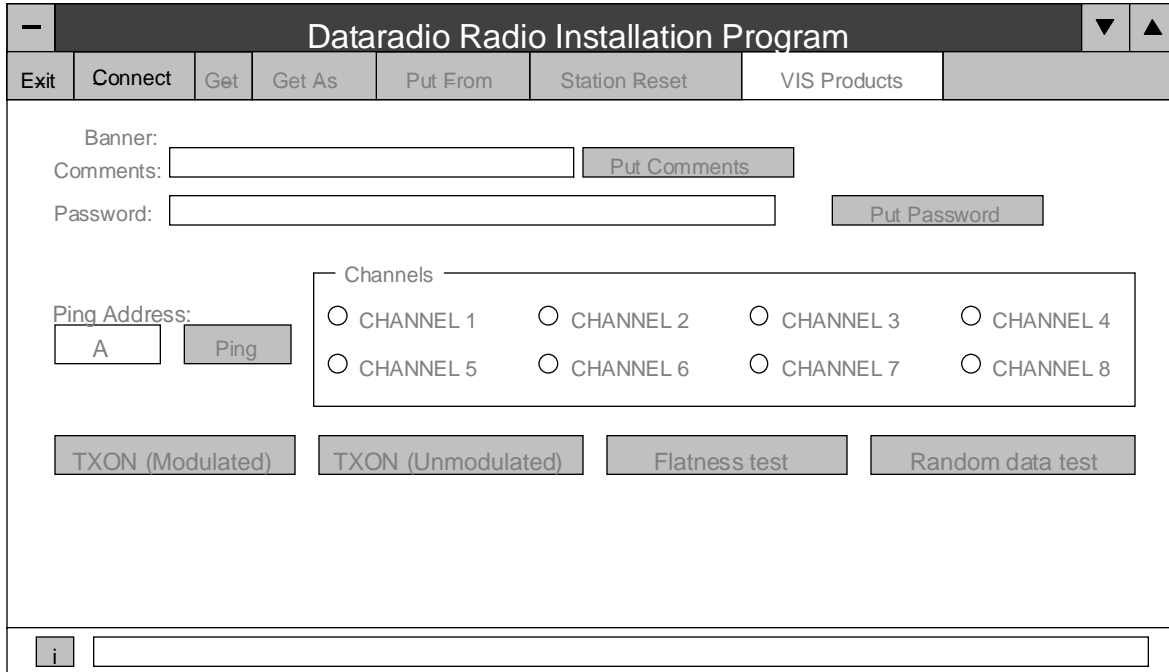 Dataradio Radio Installation Program
Exit Connect Get Get As Put From Station Reset VIS Products
Banner:
Comments: Put Comments
Password: Put Password
Channels
Ping Address:
CHANNEL 1 CHANNEL 2 CHANNEL 3 CHANNEL 4
A Ping
CHANNEL 5 CHANNEL 6 CHANNEL 7 CHANNEL 8
TXON (Modulated) TXON (Unmodulated) Flatness test Random data test
i